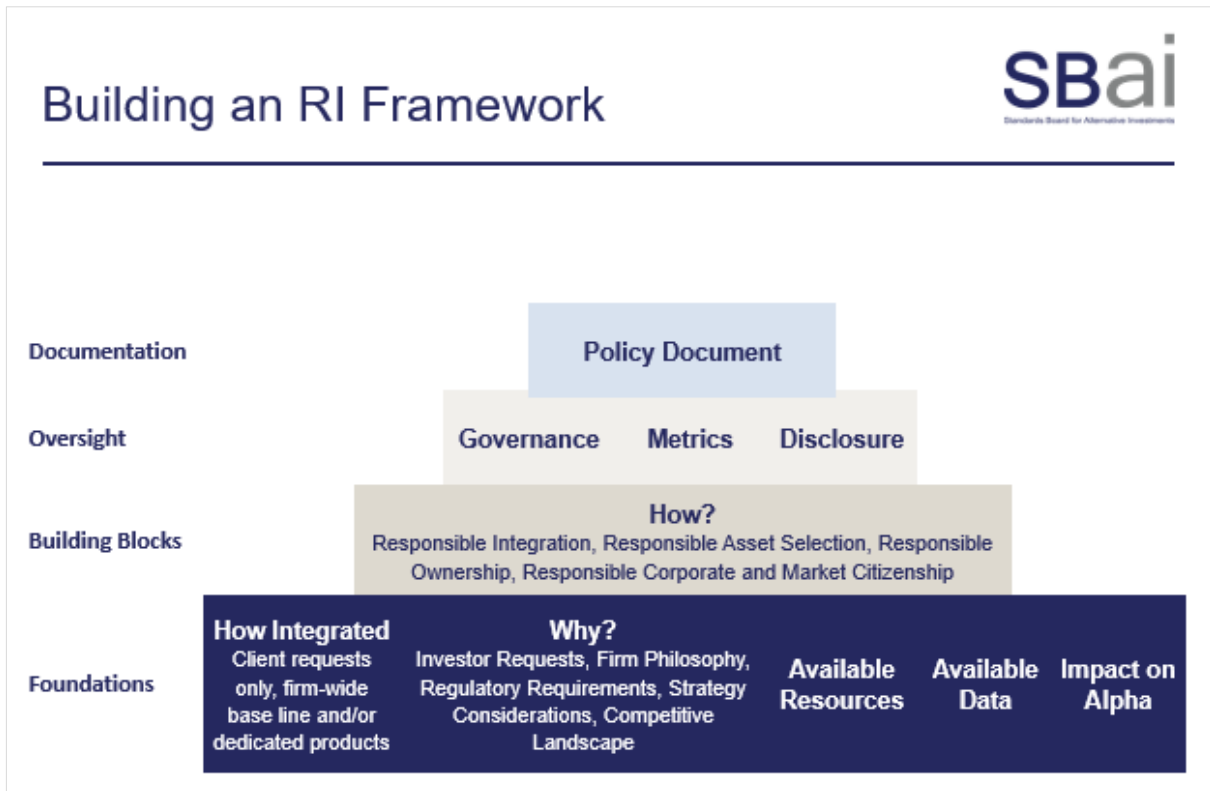 Building an RI Framework
SBai
Standards Board for Alternative Investments
Documentation
Policy Document
Oversight
Governance Metrics Disclosure
Building Blocks
How?
Responsible Integration, Responsible Asset Selection, Responsible
Ownership, Responsible Corporate and Market Citizenship
Foundations
How Integrated
Client requests
only, firm-wide
base line and/or
dedicated products
Why?
Investor Requests, Firm Philosophy,
Regulatory Requirements, Strategy
Considerations, Competitive
Landscape
Available
Resources
Available
Data
Impact on
Alpha